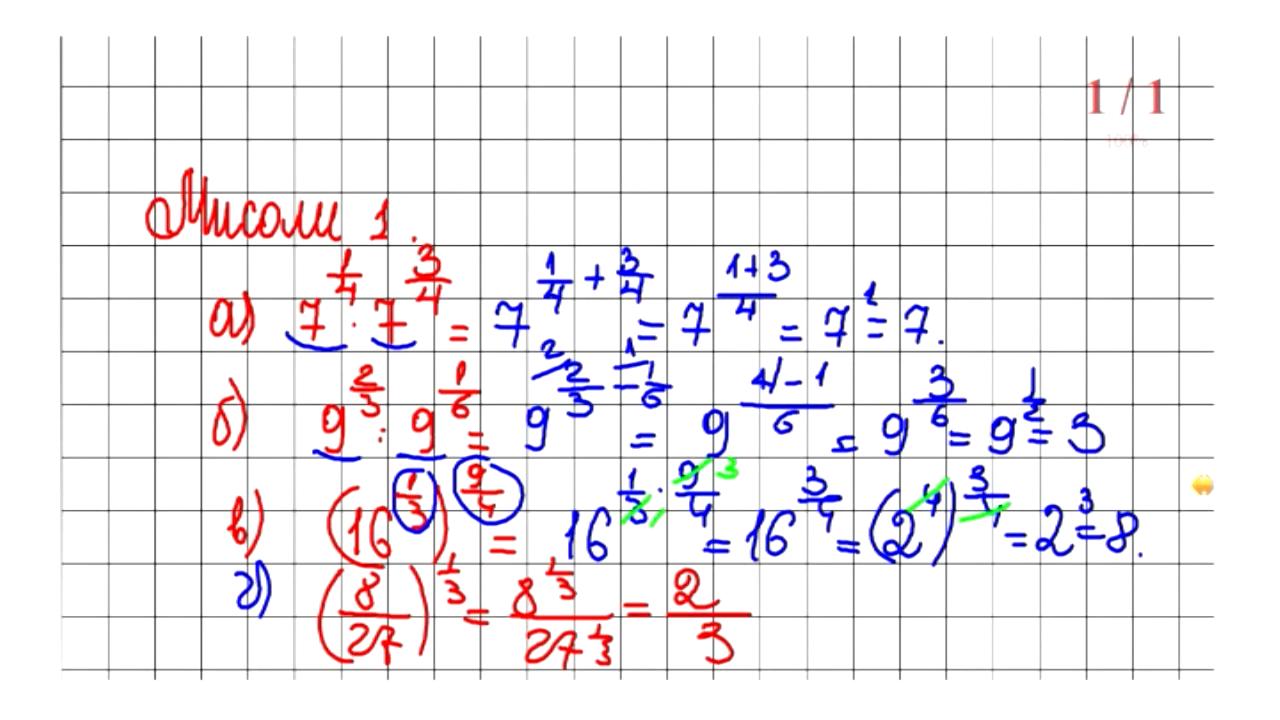 1 / 1
100%
Мисоли 1.
а) 7^(1/4) · 7^(3/4) = 7^(1/4 + 3/4) = 7^((1+3)/4) = 7^1 = 7.
б) 9^(2/3) : 9^(1/6) = 9^(2/3 - 1/6) = 9^((4-1)/6) = 9^(3/6) = 9^(1/2) = 3
в) (16^(1/3))^(9/4) = 16^(1/3 · 9/4) = 16^(3/4) = (2^4)^(3/4) = 2^3 = 8.
г) (8/27)^(1/3) = 8^(1/3)/27^(1/3) = 2/3